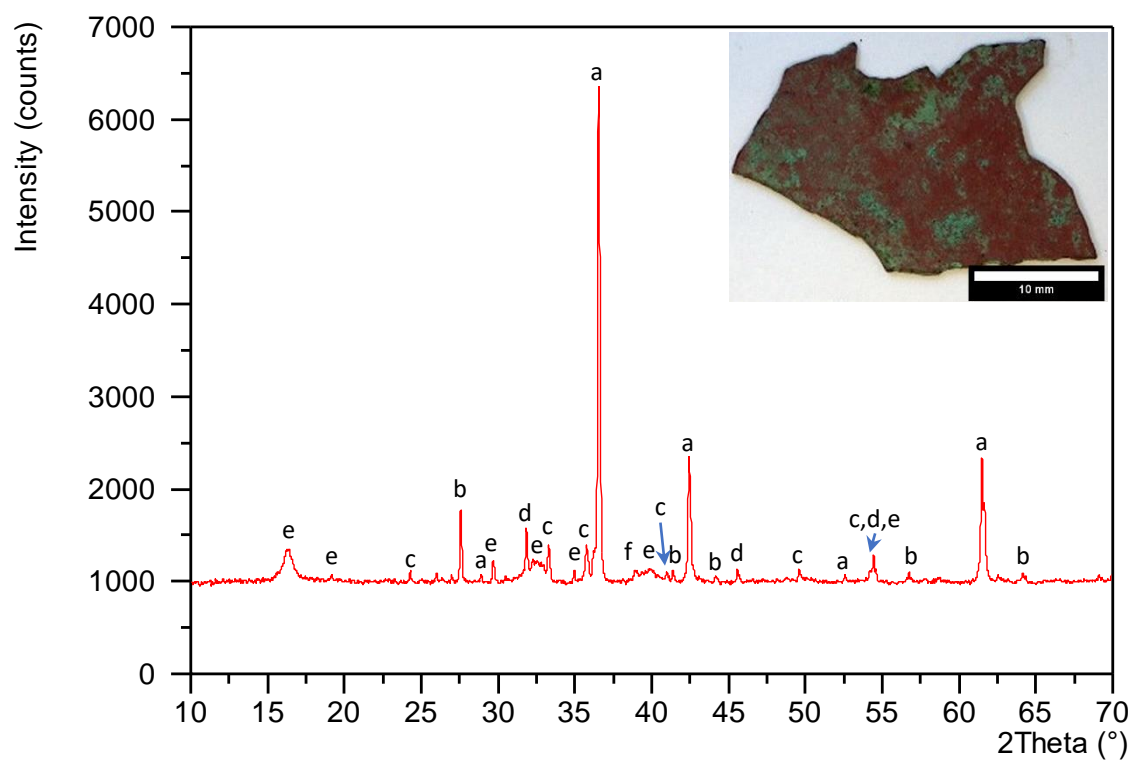 Intensity (counts)
7000
6000
5000
4000
3000
2000
1000
0
10 mm
e
e
c
b
a
e
d
e
c
e
c
a
f
e
c
b
a
b
d
c
a
c,d,e
b
a
b
10 15 20 25 30 35 40 45 50 55 60 65 70
2Theta (°)